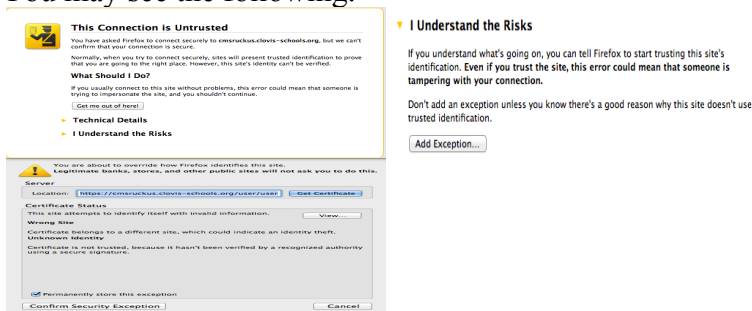 You may see the following:
This Connection is Untrusted
You have asked Firefox to connect securely to cmsruckus.clovis-schools.org, but we can't
confirm that your connection is secure.
Normally, when you try to connect securely, sites will present trusted identification to prove
that you are going to the right place. However, this site's identity can't be verified.
What Should I Do?
If you usually connect to this site without problems, this error could mean that someone is
trying to impersonate the site, and you shouldn't continue.
Get me out of here!
Technical Details
I Understand the Risks
You are about to override how Firefox identifies this site.
Legitimate banks, stores, and other public sites will not ask you to do this.
Server
Location: https://cmsruckus.clovis-schools.org/user/user Get Certificate
Certificate Status
This site attempts to identify itself with invalid information. View...
Wrong Site
Certificate belongs to a different site, which could indicate an identity theft.
Unknown Identity
Certificate is not trusted, because it hasn't been verified by a recognized authority
using a secure signature.
Permanently store this exception
Confirm Security Exception Cancel
I Understand the Risks
If you understand what's going on, you can tell Firefox to start trusting this site's
identification. Even if you trust the site, this error could mean that someone is
tampering with your connection.
Don't add an exception unless you know there's a good reason why this site doesn't use
trusted identification.
Add Exception...